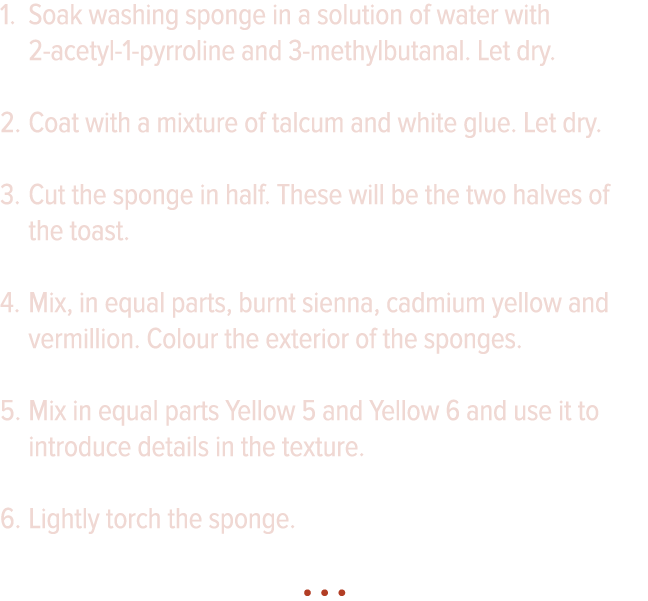 1. Soak washing sponge in a solution of water with
2-acetyl-1-pyrroline and 3-methylbutanal. Let dry.
2. Coat with a mixture of talcum and white glue. Let dry.
3. Cut the sponge in half. These will be the two halves of
the toast.
4. Mix, in equal parts, burnt sienna, cadmium yellow and
vermillion. Colour the exterior of the sponges.
5. Mix in equal parts Yellow 5 and Yellow 6 and use it to
introduce details in the texture.
6. Lightly torch the sponge.
• • •